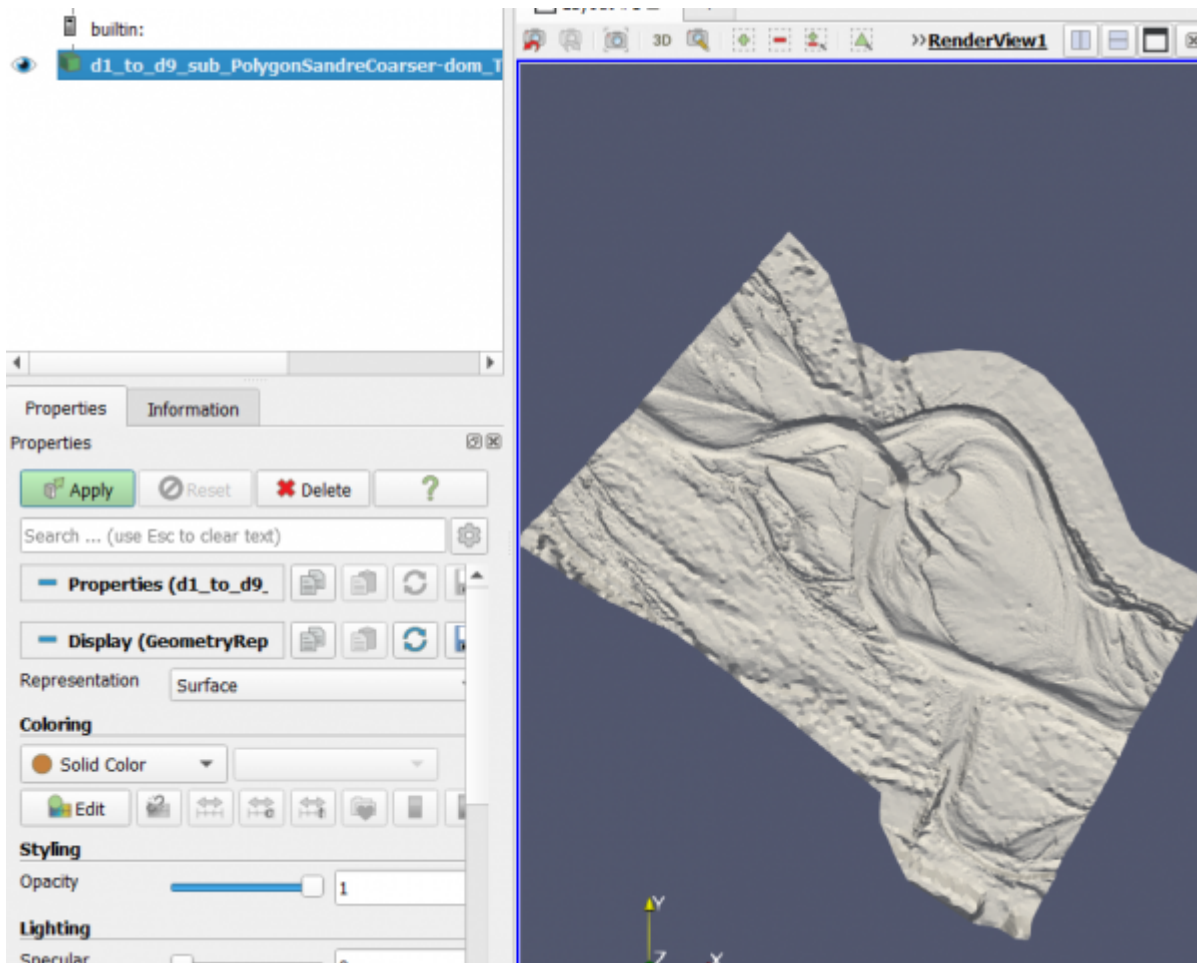 builtin:
d1_to_d9_sub_PolygonSandreCoarser-dom_T
3D
>>RenderView1
Properties Information
Properties
Apply Reset Delete ?
Search ... (use Esc to clear text)
Properties (d1_to_d9_
Display (GeometryRep
Representation Surface
Coloring
Solid Color
Edit
Styling
Opacity 1
Lighting
Specular
Y
Z X